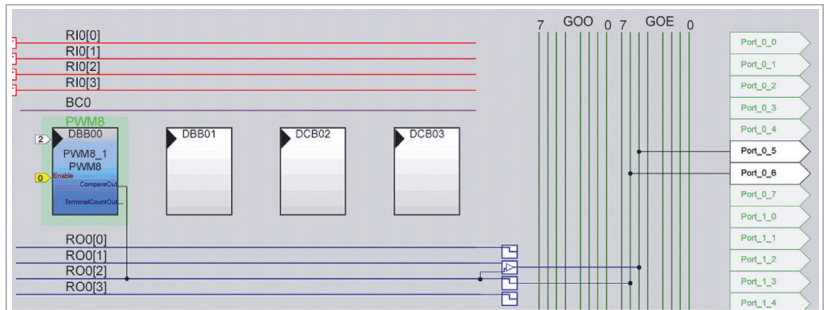 7 GOO 0 7 GOE 0
RI0[0]
RI0[1]
RI0[2]
RI0[3]
BC0
PWM8
DBB00
DBB01
DCB02
DCB03
2
PWM8_1
PWM8
0
Enable
CompareOut
TerminalCountOut
RO0[0]
RO0[1]
RO0[2]
RO0[3]
Port_0_0
Port_0_1
Port_0_2
Port_0_3
Port_0_4
Port_0_5
Port_0_6
Port_0_7
Port_1_0
Port_1_1
Port_1_2
Port_1_3
Port_1_4